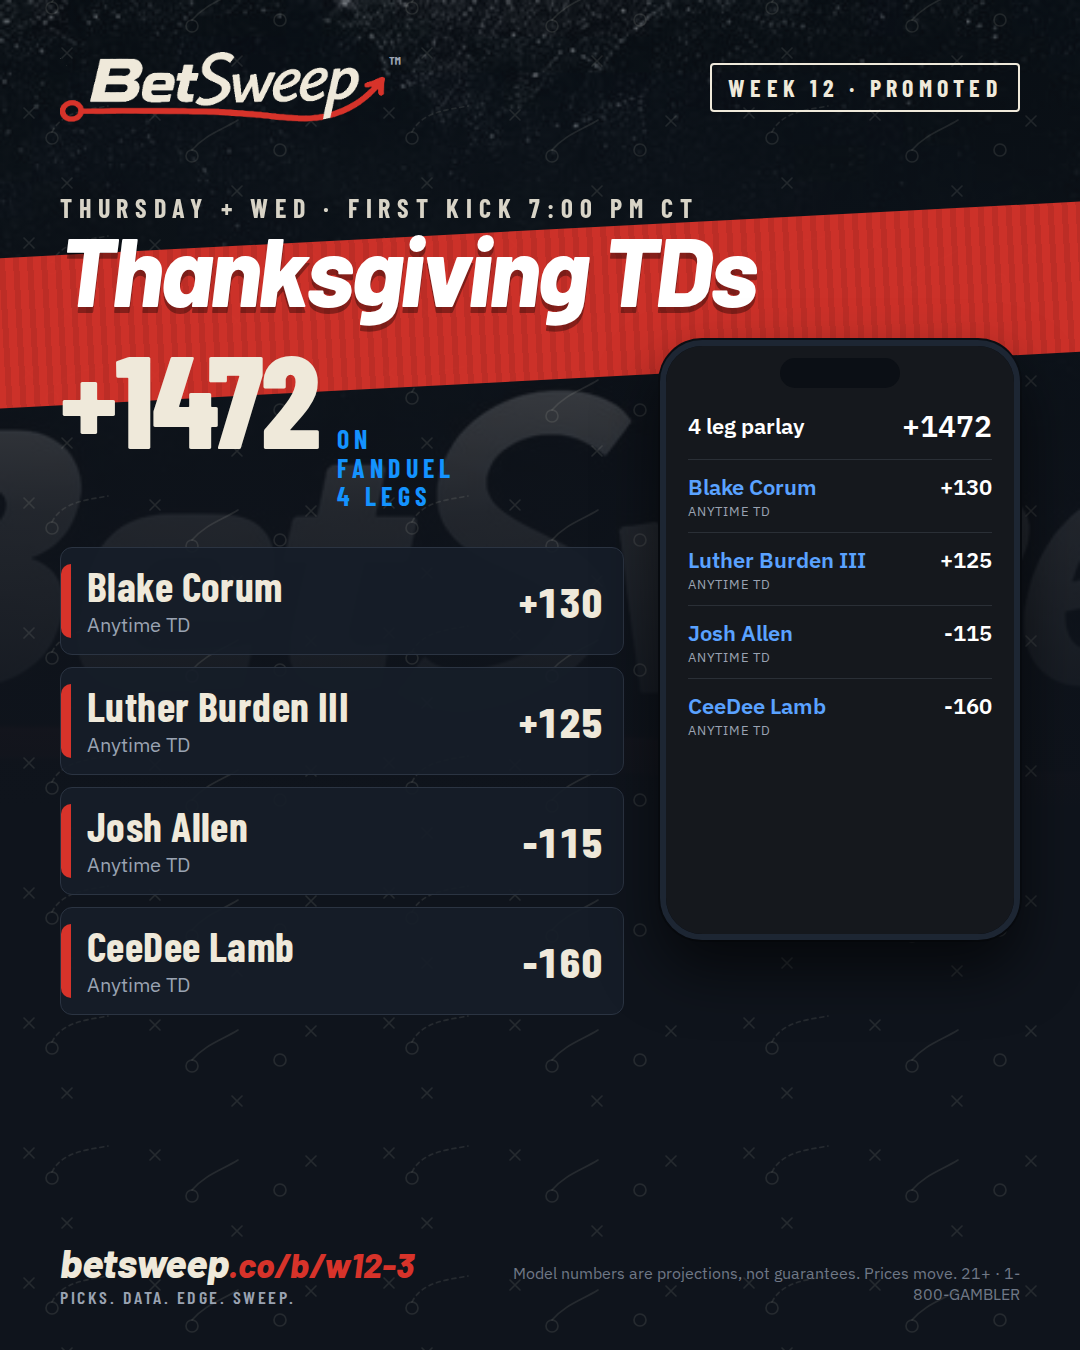 BetSweep™
WEEK 12 · PROMOTED
THURSDAY + WED · FIRST KICK 7:00 PM CT
Thanksgiving TDs
+1472
ON
FANDUEL
4 LEGS
Blake Corum
Anytime TD
+130
Luther Burden III
Anytime TD
+125
Josh Allen
Anytime TD
-115
CeeDee Lamb
Anytime TD
-160
4 leg parlay +1472
Blake Corum +130
ANYTIME TD
Luther Burden III +125
ANYTIME TD
Josh Allen -115
ANYTIME TD
CeeDee Lamb -160
ANYTIME TD
betsweep.co/b/w12-3
PICKS. DATA. EDGE. SWEEP.
Model numbers are projections, not guarantees. Prices move. 21+ · 1-
800-GAMBLER